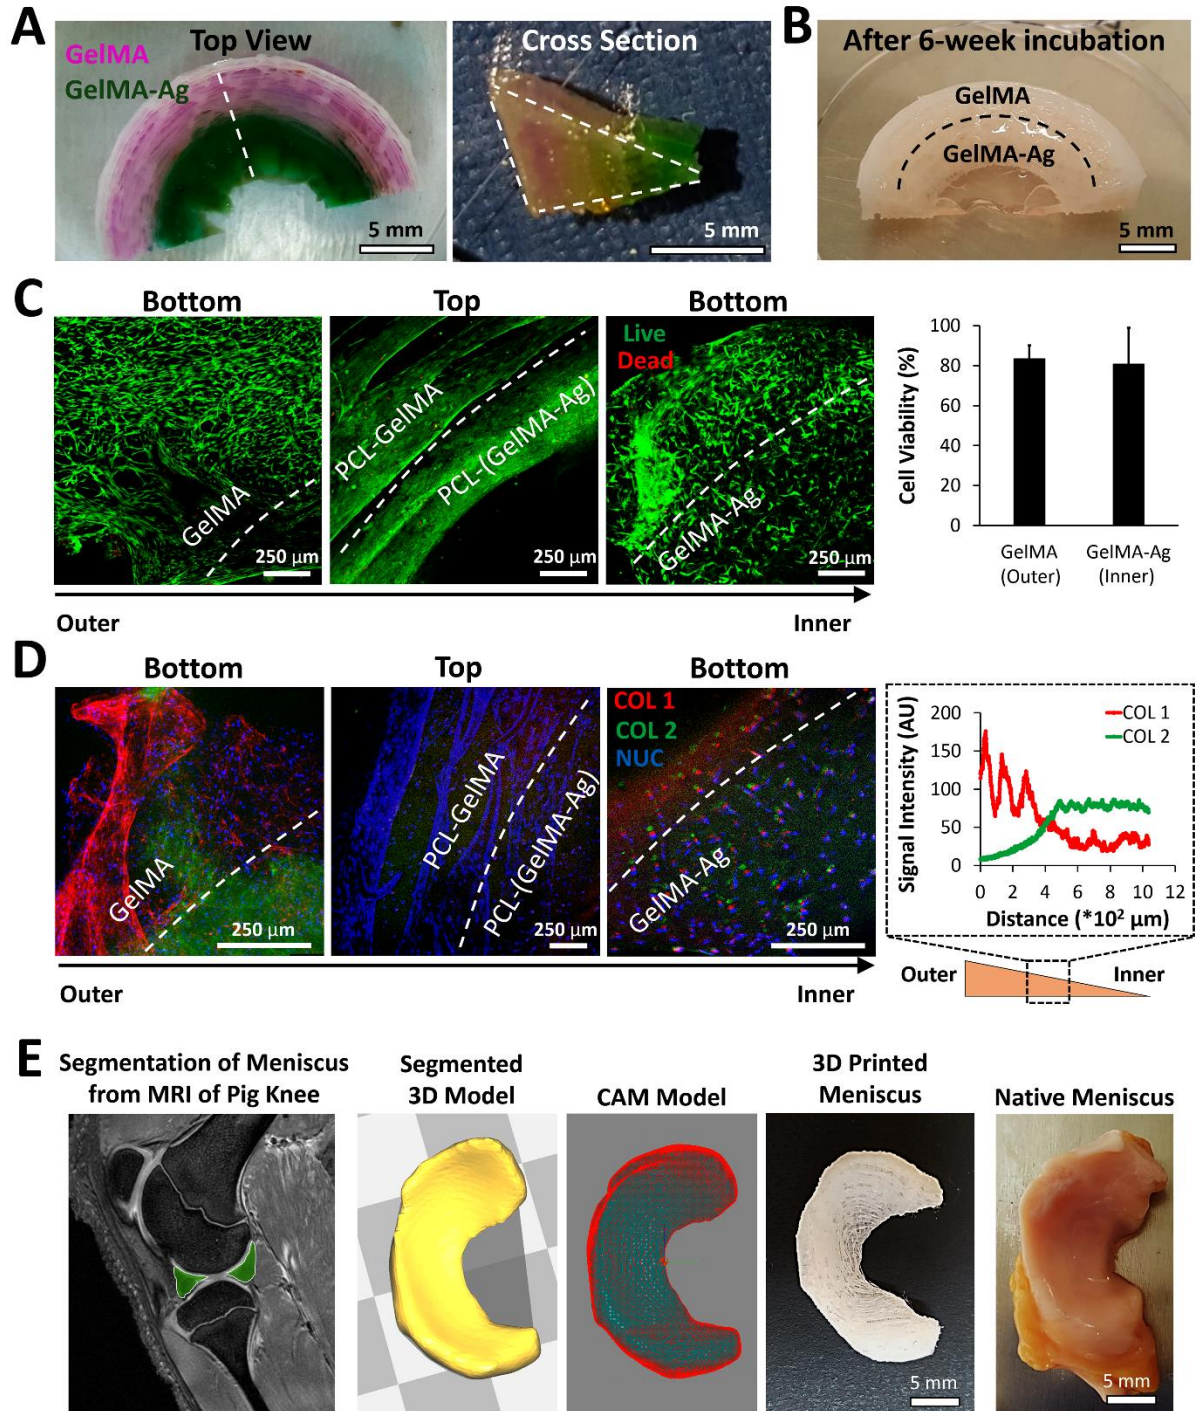 A
Top View
GelMA
GelMA-Ag
5 mm
Cross Section
5 mm
B
After 6-week incubation
GelMA
GelMA-Ag
5 mm
C
Bottom
GelMA
250 µm
Top
PCL-GelMA
PCL-(GelMA-Ag)
250 µm
Bottom
Live
Dead
GelMA-Ag
250 µm
Outer
Inner
Cell Viability (%)
100
80
60
40
20
0
GelMA
(Outer)
GelMA-Ag
(Inner)
D
Bottom
GelMA
250 µm
Top
PCL-GelMA
PCL-(GelMA-Ag)
250 µm
Bottom
COL 1
COL 2
NUC
GelMA-Ag
250 µm
Outer
Inner
Signal Intensity (AU)
200
150
100
50
0
COL 1
COL 2
0 2 4 6 8 10 12
Distance (*10² µm)
Outer
Inner
E
Segmentation of Meniscus
from MRI of Pig Knee
Segmented
3D Model
CAM Model
3D Printed
Meniscus
5 mm
Native Meniscus
5 mm